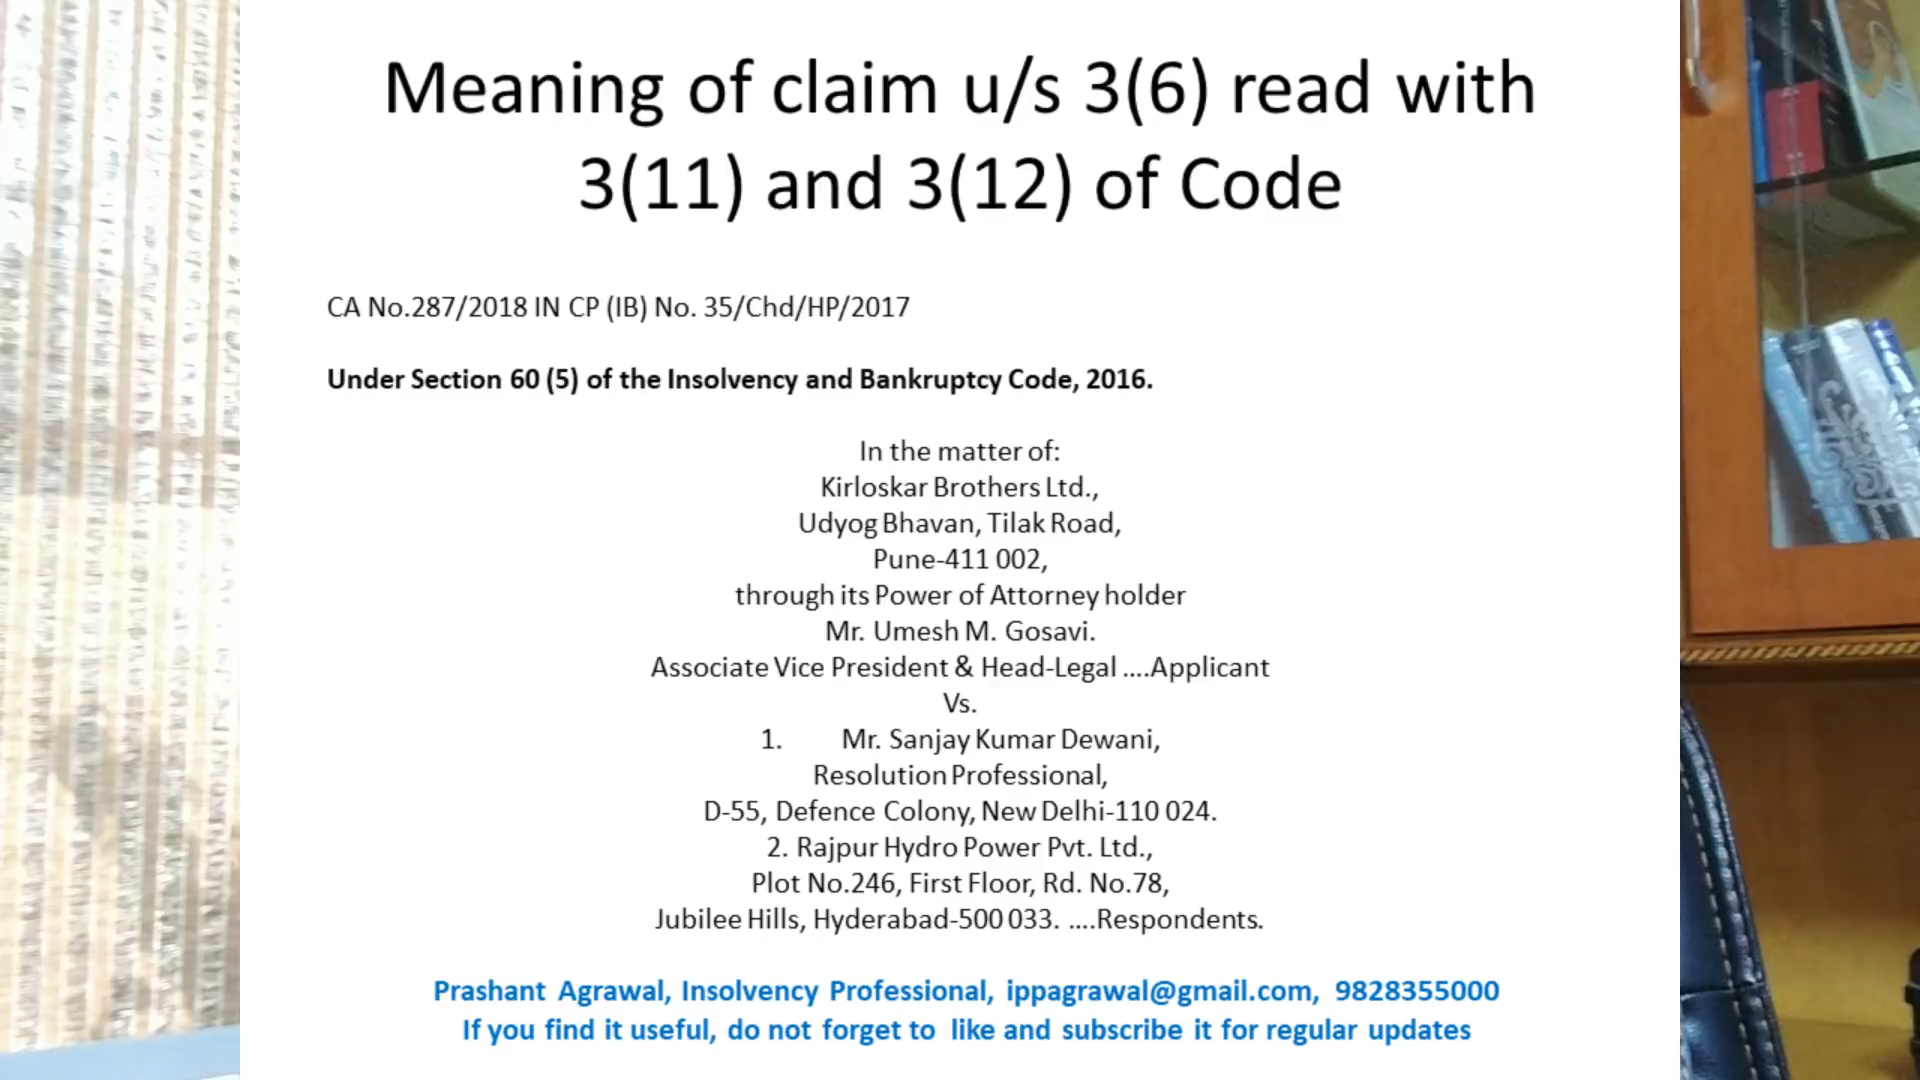 Meaning of claim u/s 3(6) read with
3(11) and 3(12) of Code
CA No.287/2018 IN CP (IB) No. 35/Chd/HP/2017
Under Section 60 (5) of the Insolvency and Bankruptcy Code, 2016.
In the matter of:
Kirloskar Brothers Ltd.,
Udyog Bhavan, Tilak Road,
Pune-411 002,
through its Power of Attorney holder
Mr. Umesh M. Gosavi.
Associate Vice President & Head-Legal ....Applicant
Vs.
1. Mr. Sanjay Kumar Dewani,
Resolution Professional,
D-55, Defence Colony, New Delhi-110 024.
2. Rajpur Hydro Power Pvt. Ltd.,
Plot No.246, First Floor, Rd. No.78,
Jubilee Hills, Hyderabad-500 033. ....Respondents.
Prashant Agrawal, Insolvency Professional, ippagrawal@gmail.com, 9828355000
If you find it useful, do not forget to like and subscribe it for regular updates